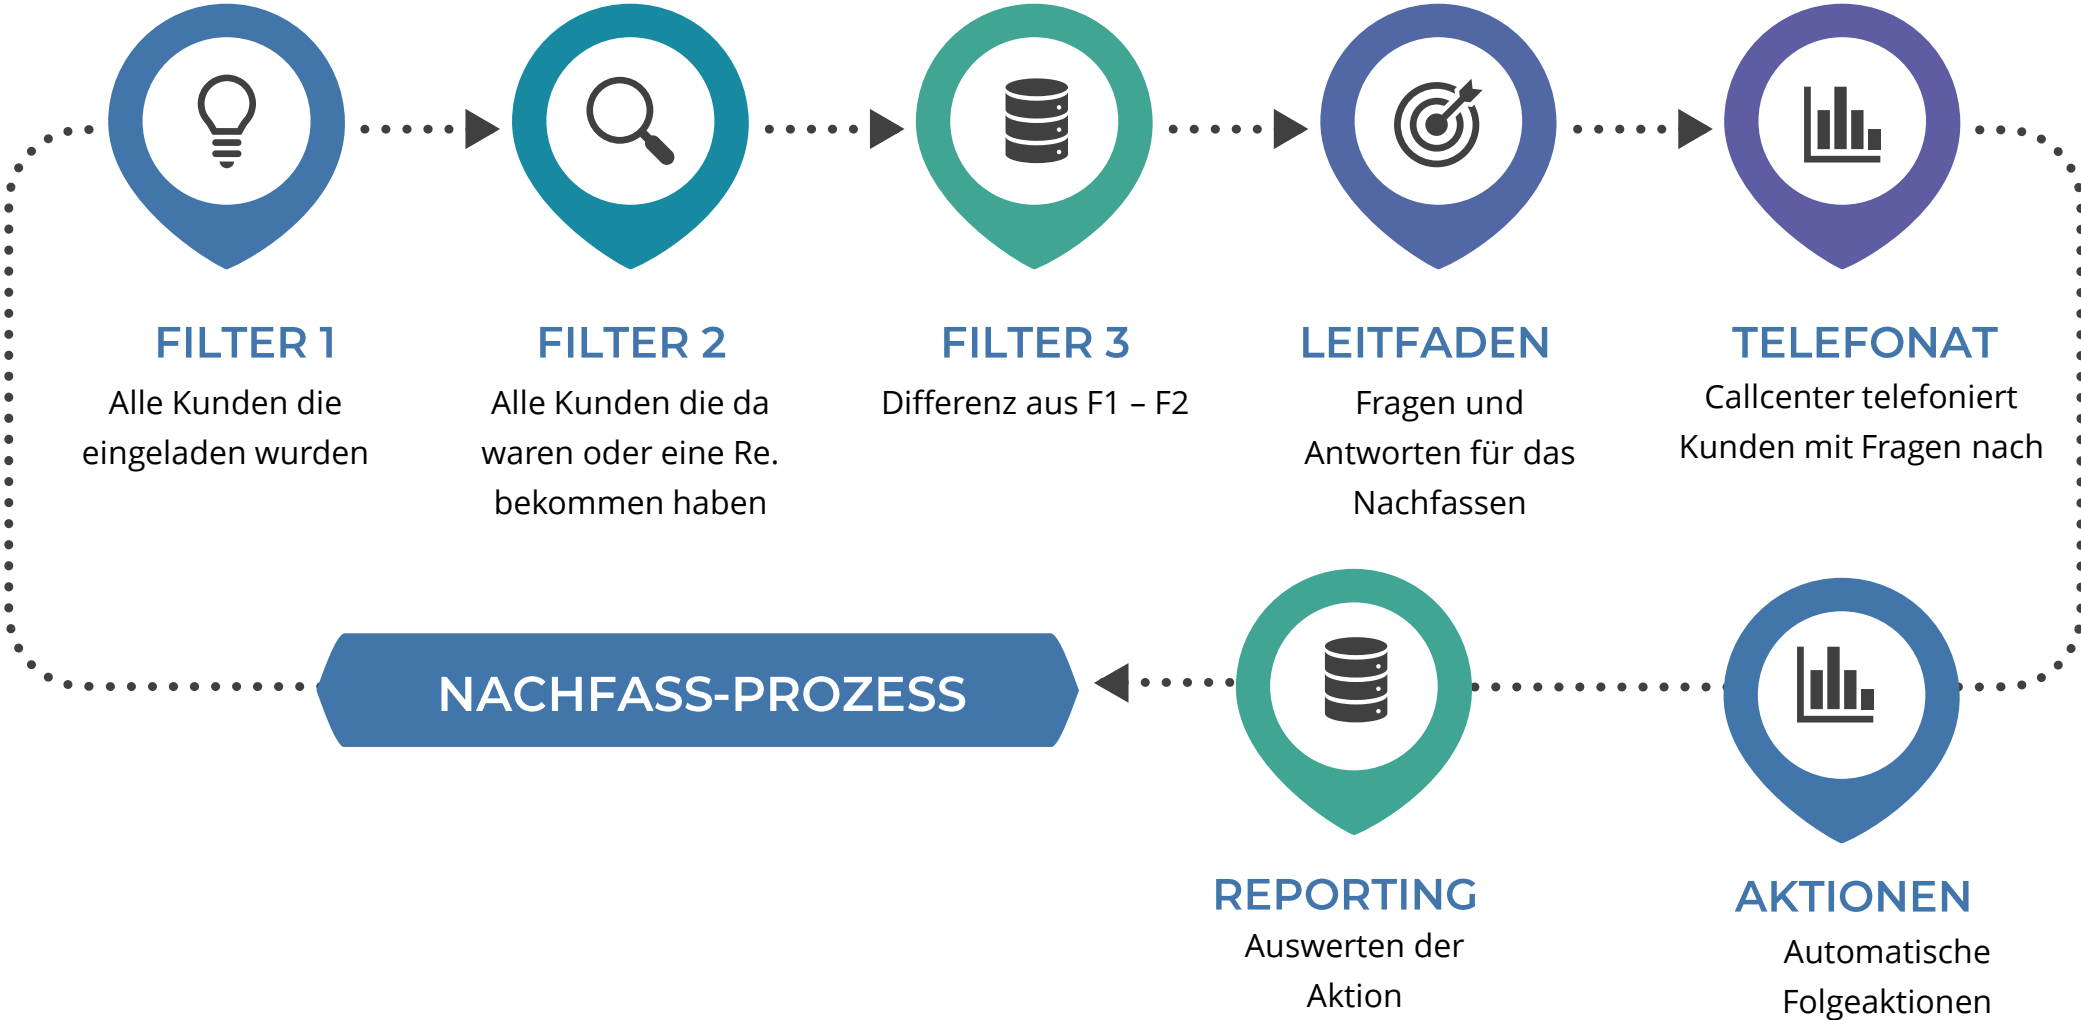 FILTER 1
Alle Kunden die
eingeladen wurden
FILTER 2
Alle Kunden die da
waren oder eine Re.
bekommen haben
FILTER 3
Differenz aus F1 – F2
LEITFADEN
Fragen und
Antworten für das
Nachfassen
TELEFONAT
Callcenter telefoniert
Kunden mit Fragen nach
NACHFASS-PROZESS
REPORTING
Auswerten der
Aktion
AKTIONEN
Automatische
Folgeaktionen